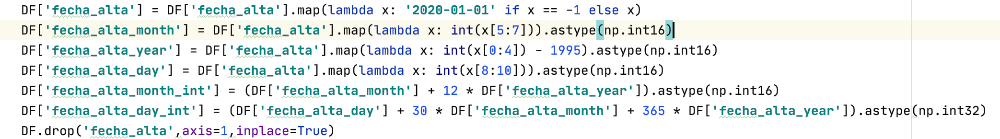 DF['fecha_alta'] = DF['fecha_alta'].map(lambda x: '2020-01-01' if x == -1 else x)
DF['fecha_alta_month'] = DF['fecha_alta'].map(lambda x: int(x[5:7])).astype(np.int16)
DF['fecha_alta_year'] = DF['fecha_alta'].map(lambda x: int(x[0:4]) - 1995).astype(np.int16)
DF['fecha_alta_day'] = DF['fecha_alta'].map(lambda x: int(x[8:10])).astype(np.int16)
DF['fecha_alta_month_int'] = (DF['fecha_alta_month'] + 12 * DF['fecha_alta_year']).astype(np.int16)
DF['fecha_alta_day_int'] = (DF['fecha_alta_day'] + 30 * DF['fecha_alta_month'] + 365 * DF['fecha_alta_year']).astype(np.int32)
DF.drop('fecha_alta',axis=1,inplace=True)